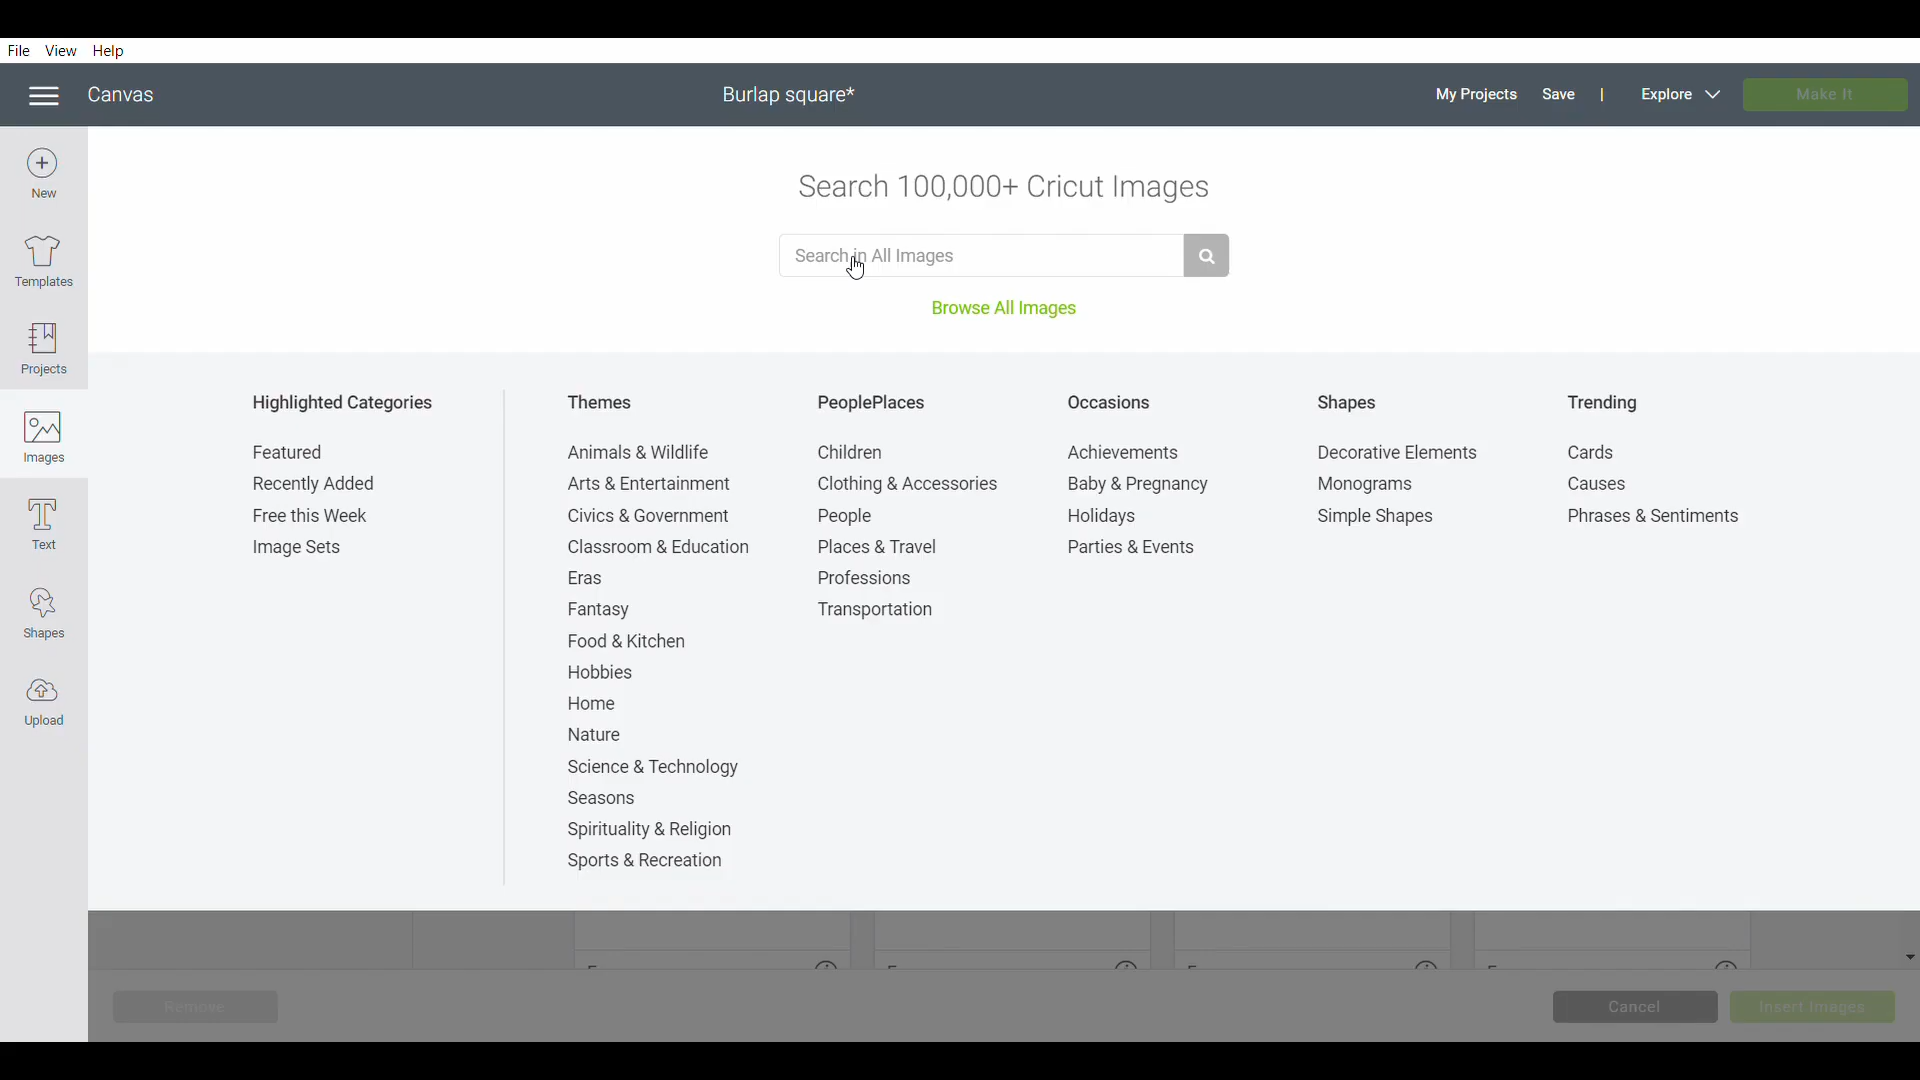 File View Help
Canvas Burlap square* My Projects Save | Explore Make It
New
Templates
Projects
Images
Text
Shapes
Upload
Search 100,000+ Cricut Images
Search in All Images
Browse All Images
Highlighted Categories
Featured
Recently Added
Free this Week
Image Sets
Themes
Animals & Wildlife
Arts & Entertainment
Civics & Government
Classroom & Education
Eras
Fantasy
Food & Kitchen
Hobbies
Home
Nature
Science & Technology
Seasons
Spirituality & Religion
Sports & Recreation
PeoplePlaces
Children
Clothing & Accessories
People
Places & Travel
Professions
Transportation
Occasions
Achievements
Baby & Pregnancy
Holidays
Parties & Events
Shapes
Decorative Elements
Monograms
Simple Shapes
Trending
Cards
Causes
Phrases & Sentiments
Remove Cancel Insert Images